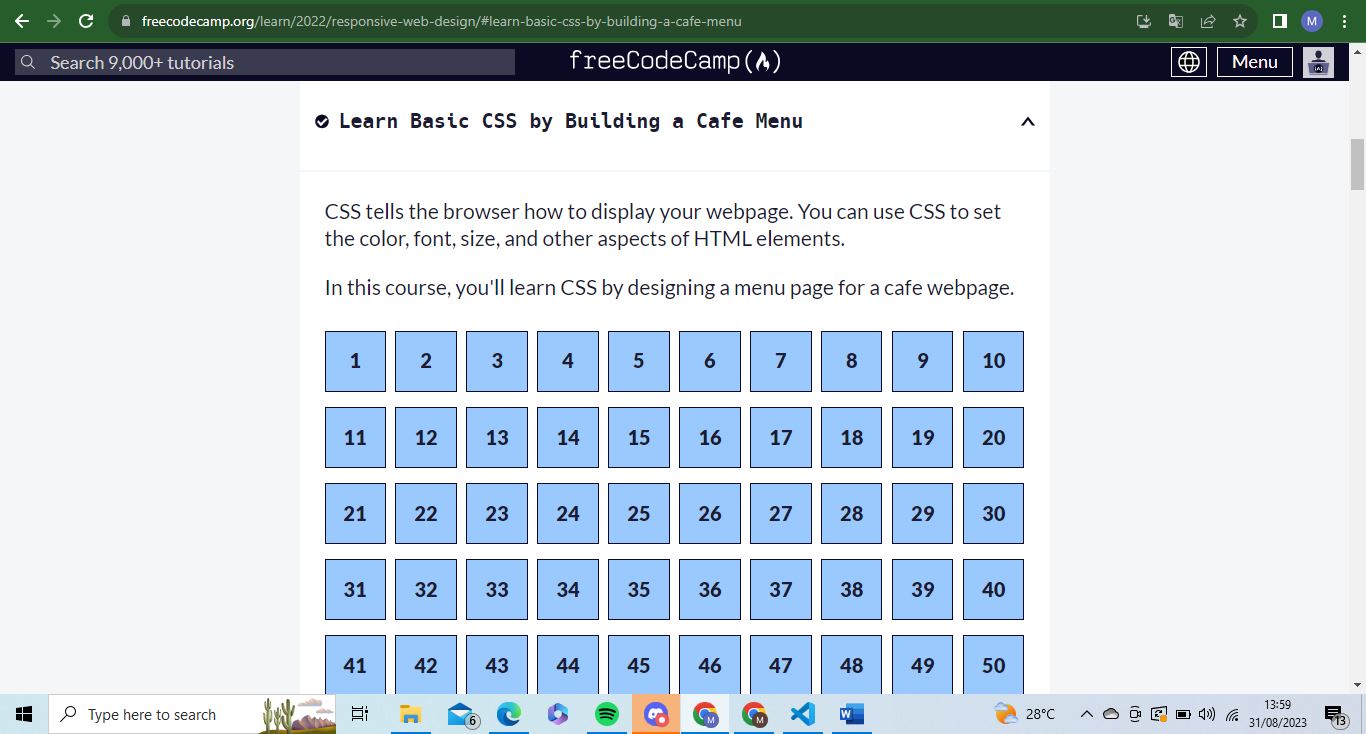 freecodecamp.org/learn/2022/responsive-web-design/#learn-basic-css-by-building-a-cafe-menu
M
Search 9,000+ tutorials
freeCodeCamp
Menu
Learn Basic CSS by Building a Cafe Menu
CSS tells the browser how to display your webpage. You can use CSS to set
the color, font, size, and other aspects of HTML elements.
In this course, you'll learn CSS by designing a menu page for a cafe webpage.
1 2 3 4 5 6 7 8 9 10
11 12 13 14 15 16 17 18 19 20
21 22 23 24 25 26 27 28 29 30
31 32 33 34 35 36 37 38 39 40
41 42 43 44 45 46 47 48 49 50
Type here to search
6
M
M
W
28°C
13:59
31/08/2023
13